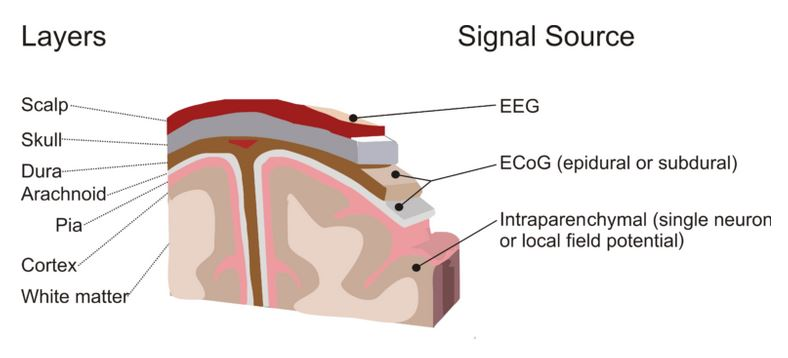 Layers
Signal Source
Scalp
Skull
Dura
Arachnoid
Pia
Cortex
White matter
EEG
ECoG (epidural or subdural)
Intraparenchymal (single neuron
or local field potential)